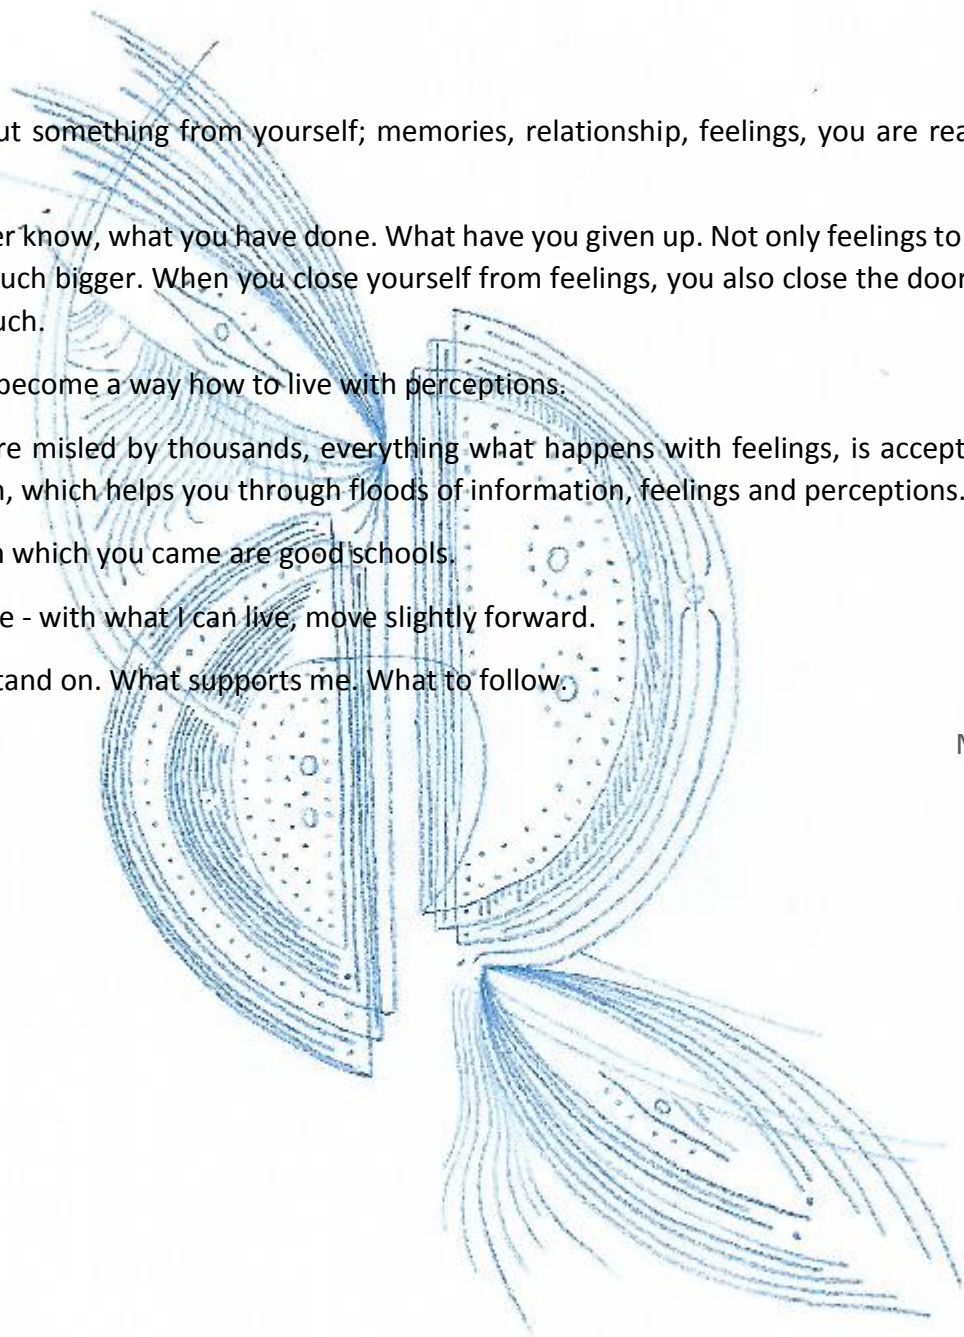 ut something from yourself; memories, relationship, feelings, you are rea
er know, what you have done. What have you given up. Not only feelings to
uch bigger. When you close yourself from feelings, you also close the door
uch.
become a way how to live with perceptions.
re misled by thousands, everything what happens with feelings, is accept
n, which helps you through floods of information, feelings and perceptions.
n which you came are good schools.
e - with what I can live, move slightly forward.
tand on. What supports me. What to follow.
N